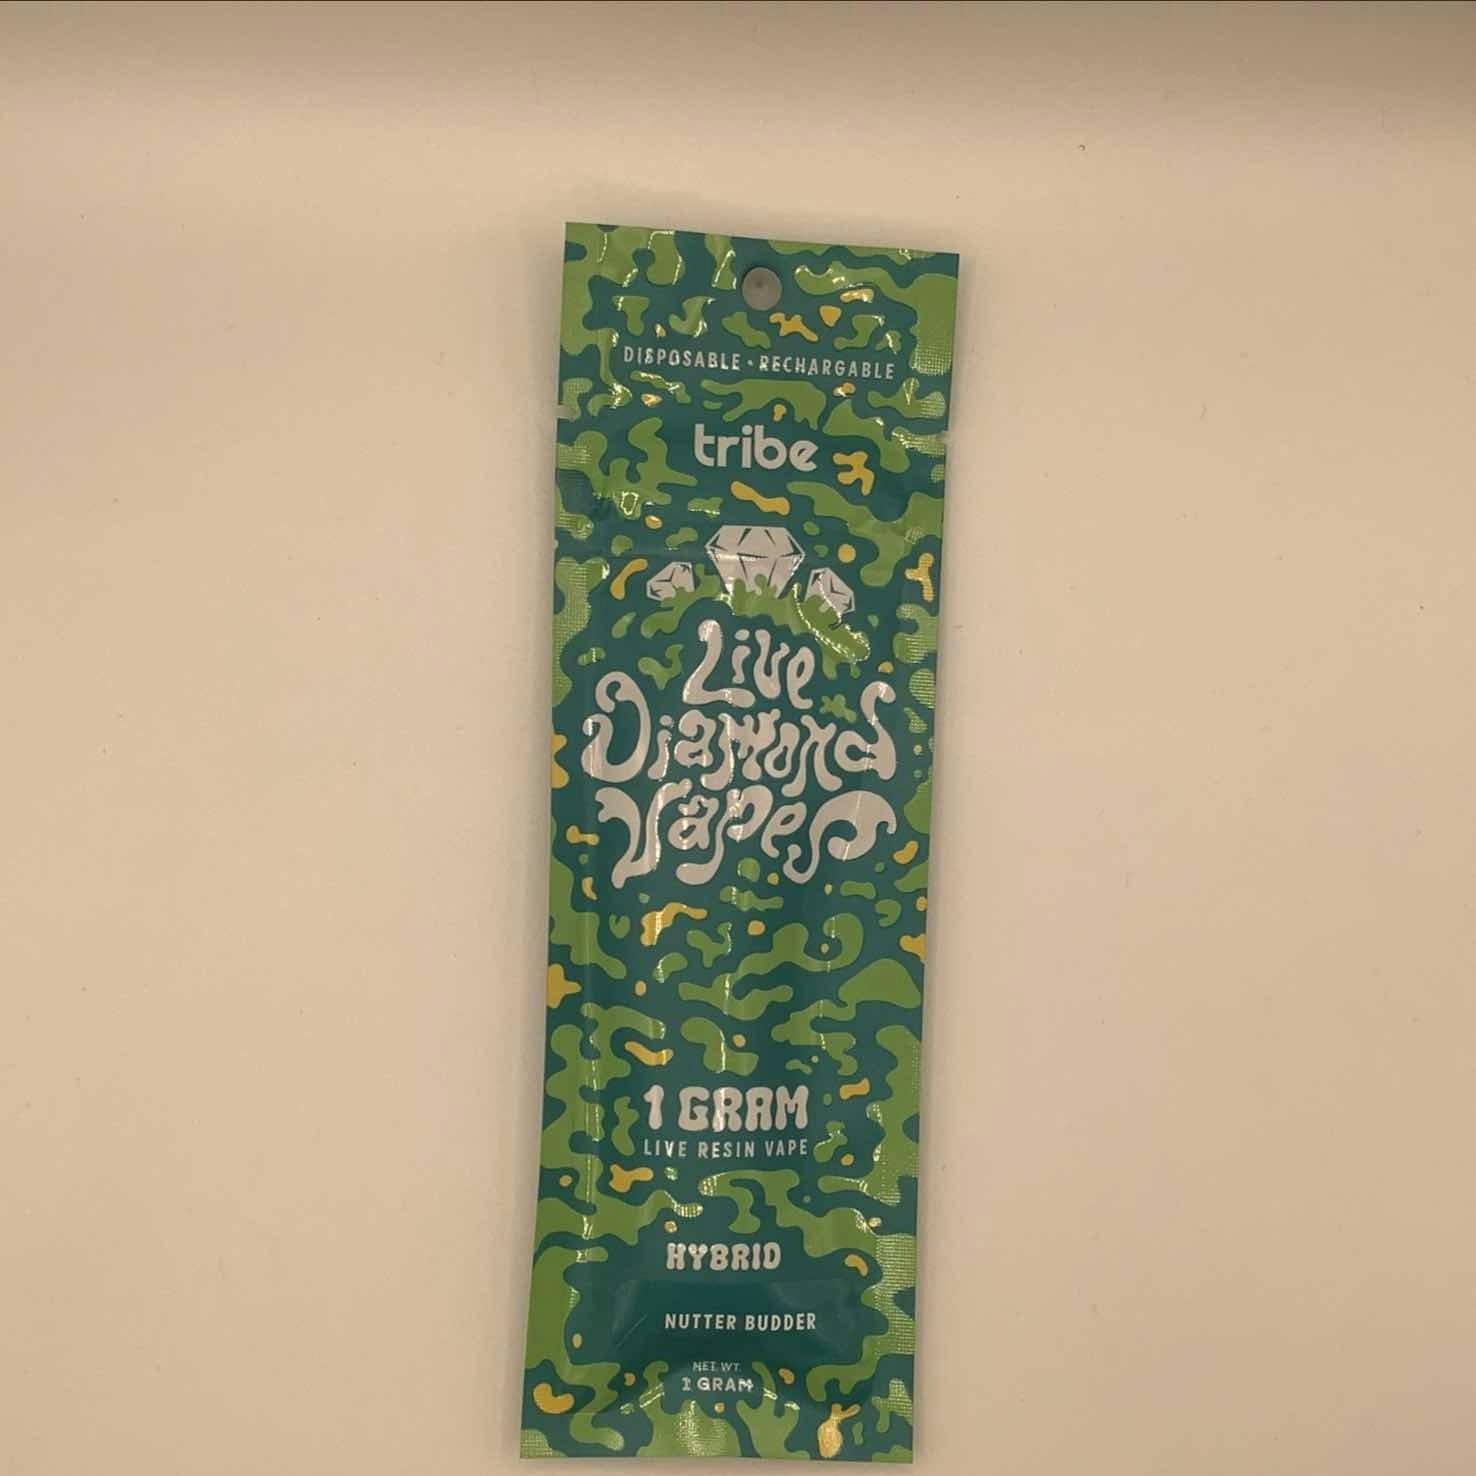 DISPOSABLE • RECHARGABLE
tribe
Live
Diamond
Vapes
1 GRAM
LIVE RESIN VAPE
HYBRID
NUTTER BUDDER
NET. WT.
1 GRAM